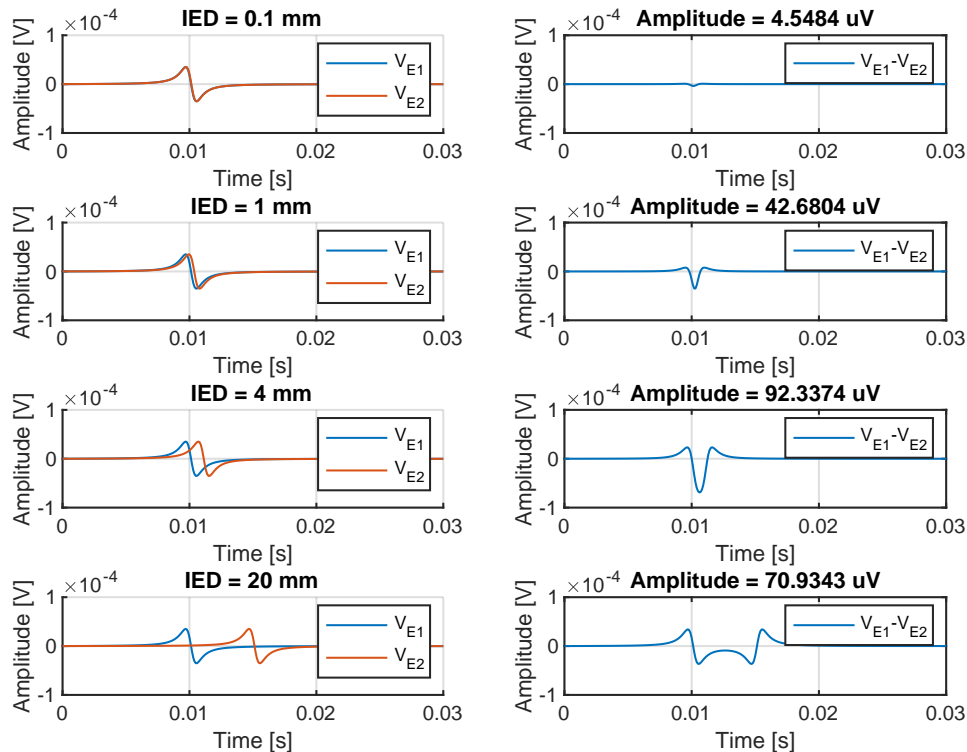 ×10^-4
IED = 0.1 mm
Amplitude [V]
1
0
-1
V_E1
V_E2
0
0.01
0.02
0.03
Time [s]
×10^-4
Amplitude = 4.5484 uV
Amplitude [V]
1
0
-1
V_E1-V_E2
0
0.01
0.02
0.03
Time [s]
×10^-4
IED = 1 mm
Amplitude [V]
1
0
-1
V_E1
V_E2
0
0.01
0.02
0.03
Time [s]
×10^-4
Amplitude = 42.6804 uV
Amplitude [V]
1
0
-1
V_E1-V_E2
0
0.01
0.02
0.03
Time [s]
×10^-4
IED = 4 mm
Amplitude [V]
1
0
-1
V_E1
V_E2
0
0.01
0.02
0.03
Time [s]
×10^-4
Amplitude = 92.3374 uV
Amplitude [V]
1
0
-1
V_E1-V_E2
0
0.01
0.02
0.03
Time [s]
×10^-4
IED = 20 mm
Amplitude [V]
1
0
-1
V_E1
V_E2
0
0.01
0.02
0.03
Time [s]
×10^-4
Amplitude = 70.9343 uV
Amplitude [V]
1
0
-1
V_E1-V_E2
0
0.01
0.02
0.03
Time [s]